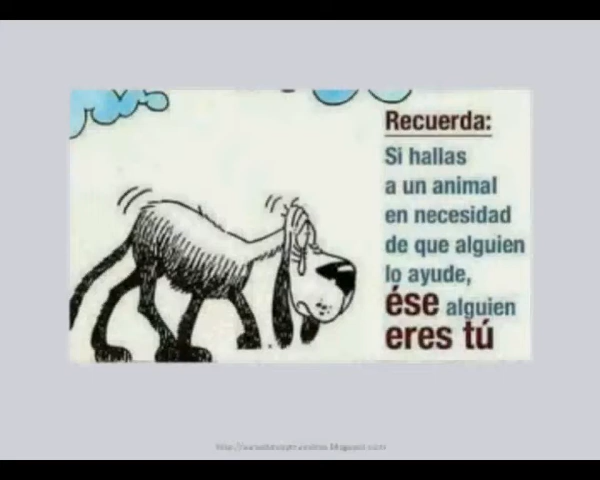 Recuerda:
Si hallas
a un animal
en necesidad
de que alguien
lo ayude,
ése alguien
eres tú